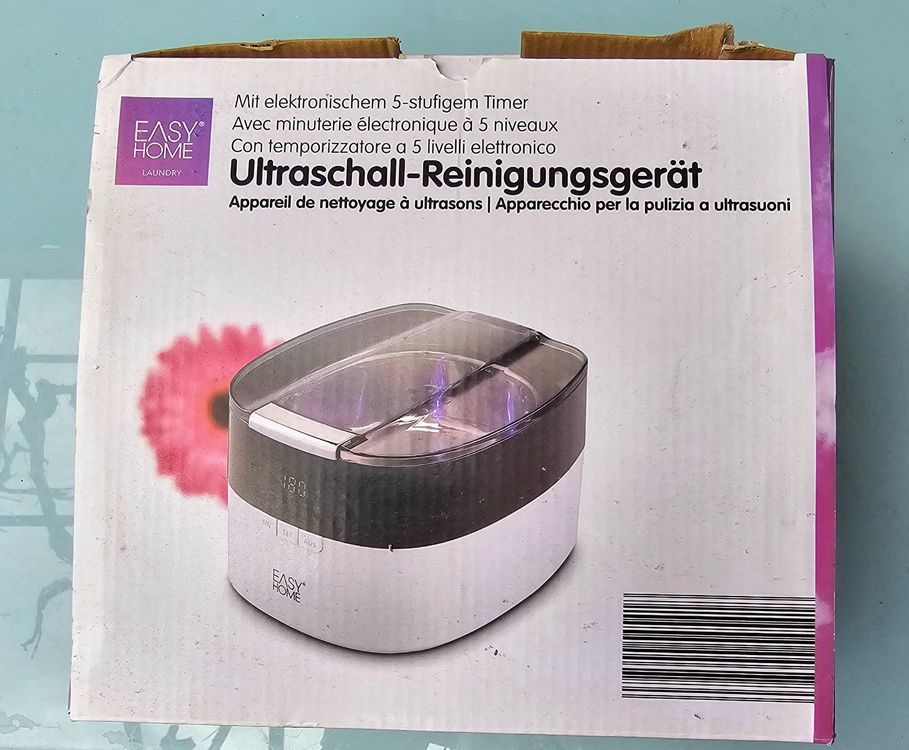 EASY®
HOME
LAUNDRY
Mit elektronischem 5-stufigem Timer
Avec minuterie électronique à 5 niveaux
Con temporizzatore a 5 livelli elettronico
Ultraschall-Reinigungsgerät
Appareil de nettoyage à ultrasons | Apparecchio per la pulizia a ultrasuoni
180
SET AUS
EASY®
HOME